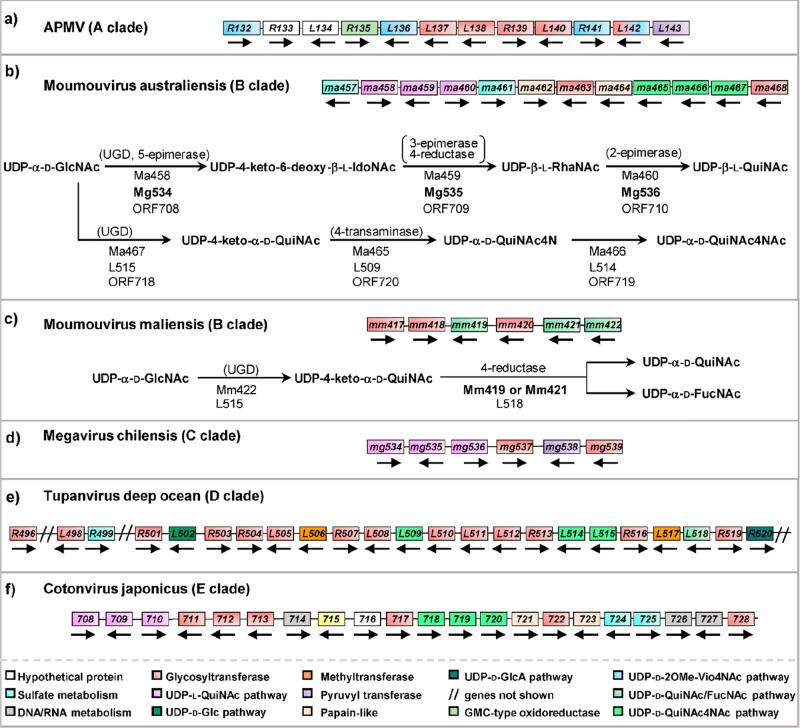 a) APMV (A clade)
R132 R133 L134 R135 L136 L137 L138 R139 L140 R141 L142 L143
b) Moumouvirus australiensis (B clade)
ma457 ma458 ma459 ma460 ma461 ma462 ma463 ma464 ma465 ma466 ma467 ma468
UDP-α-D-GlcNAc (UGD, 5-epimerase) UDP-4-keto-6-deoxy-β-L-IdoNAc 3-epimerase 4-reductase UDP-β-L-RhaNAc (2-epimerase) UDP-β-L-QuiNAc
Ma458 Ma459 Ma460
Mg534 Mg535 Mg536
ORF708 ORF709 ORF710
(UGD) UDP-4-keto-α-D-QuiNAc (4-transaminase) UDP-α-D-QuiNAc4N UDP-α-D-QuiNAc4NAc
Ma467 Ma465 Ma466
L515 L509 L514
ORF718 ORF720 ORF719
c) Moumouvirus maliensis (B clade)
mm417 mm418 mm419 mm420 mm421 mm422
UDP-α-D-GlcNAc (UGD) UDP-4-keto-α-D-QuiNAc 4-reductase UDP-α-D-QuiNAc
Mm422 Mm419 or Mm421 UDP-α-D-FucNAc
L515 L518
d) Megavirus chilensis (C clade)
mg534 mg535 mg536 mg537 mg538 mg539
e) Tupanvirus deep ocean (D clade)
R496 // L498 R499 // R501 L502 R503 R504 L505 L506 R507 L508 L509 L510 L511 L512 R513 L514 L515 R516 L517 L518 R519 R520 //
f) Cotonvirus japonicus (E clade)
708 709 710 711 712 713 714 715 716 717 718 719 720 721 722 723 724 725 726 727 728
Hypothetical protein Glycosyltransferase Methyltransferase UDP-D-GlcA pathway UDP-D-2OMe-Vio4NAc pathway
Sulfate metabolism UDP-L-QuiNAc pathway Pyruvyl transferase // genes not shown UDP-D-QuiNAc/FucNAc pathway
DNA/RNA metabolism UDP-D-Glc pathway Papain-like GMC-type oxidoreductase UDP-D-QuiNAc4NAc pathway